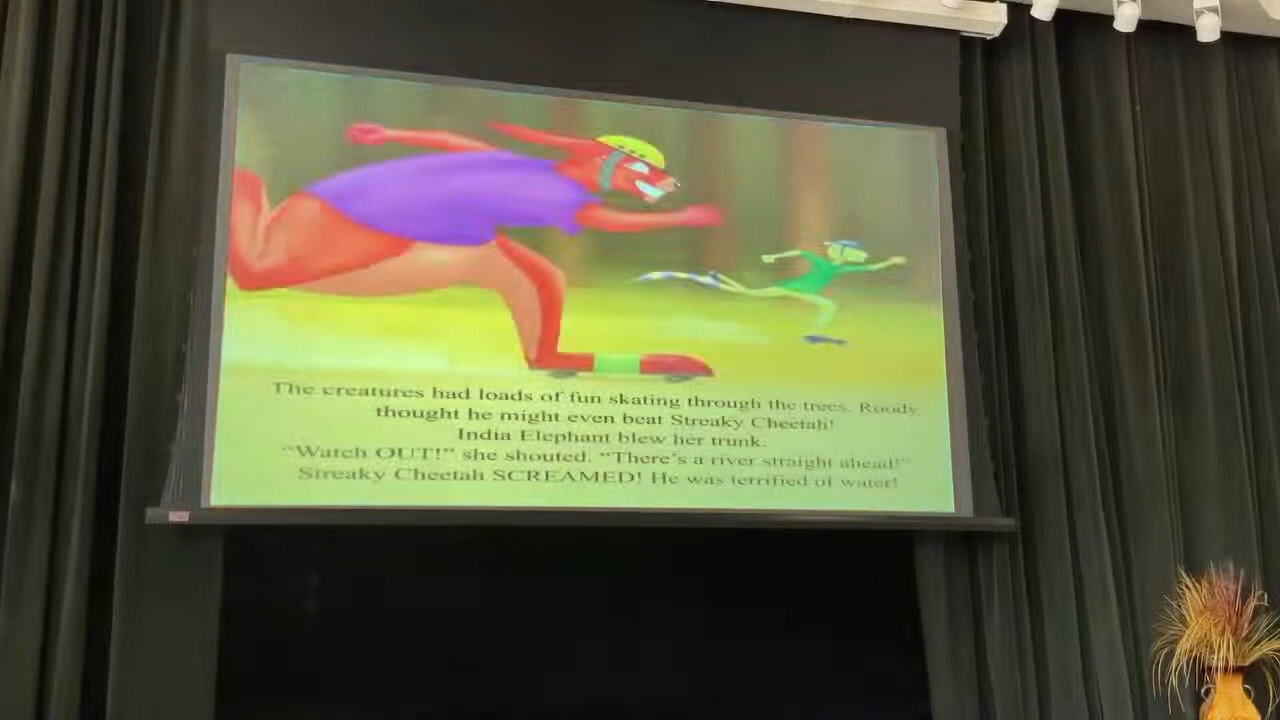 The creatures had loads of fun skating through the trees. Roody
thought he might even beat Streaky Cheetah!
India Elephant blew her trunk.
“Watch OUT!” she shouted. “There’s a river straight ahead!”
Streaky Cheetah SCREAMED! He was terrified of water!